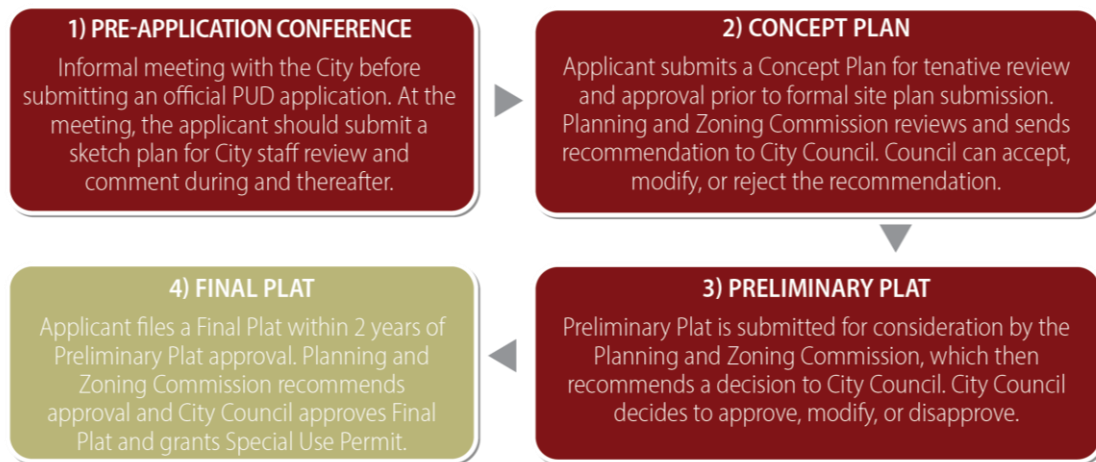 1) PRE-APPLICATION CONFERENCE
Informal meeting with the City before
submitting an official PUD application. At the
meeting, the applicant should submit a
sketch plan for City staff review and
comment during and thereafter.
2) CONCEPT PLAN
Applicant submits a Concept Plan for tenative review
and approval prior to formal site plan submission.
Planning and Zoning Commission reviews and sends
recommendation to City Council. Council can accept,
modify, or reject the recommendation.
3) PRELIMINARY PLAT
Preliminary Plat is submitted for consideration by the
Planning and Zoning Commission, which then
recommends a decision to City Council. City Council
decides to approve, modify, or disapprove.
4) FINAL PLAT
Applicant files a Final Plat within 2 years of
Preliminary Plat approval. Planning and
Zoning Commission recommends
approval and City Council approves Final
Plat and grants Special Use Permit.